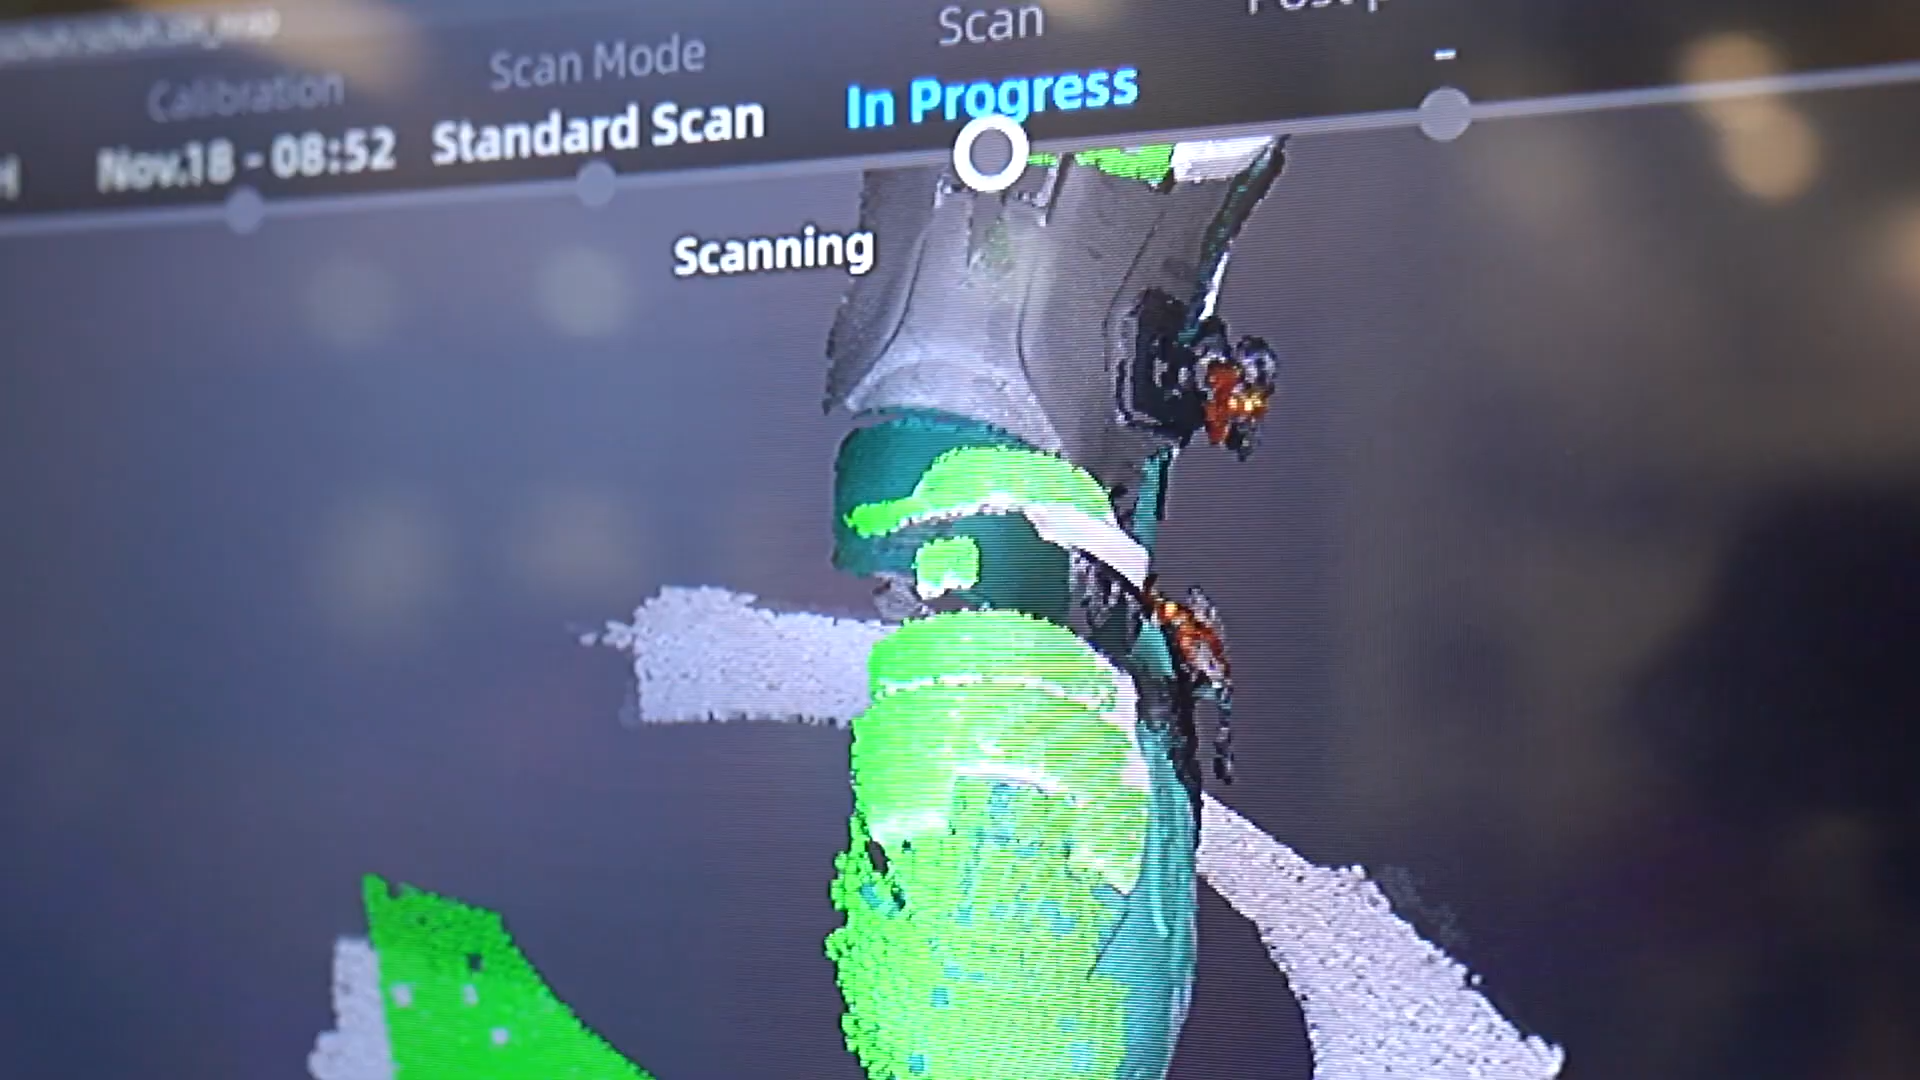 Calibration
Nov.18 - 08:52
Scan Mode
Standard Scan
Scan
In Progress
Scanning